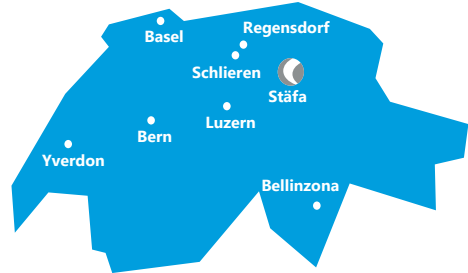 Regensdorf
Basel
Schlieren
Stäfa
Luzern
Bern
Yverdon
Bellinzona